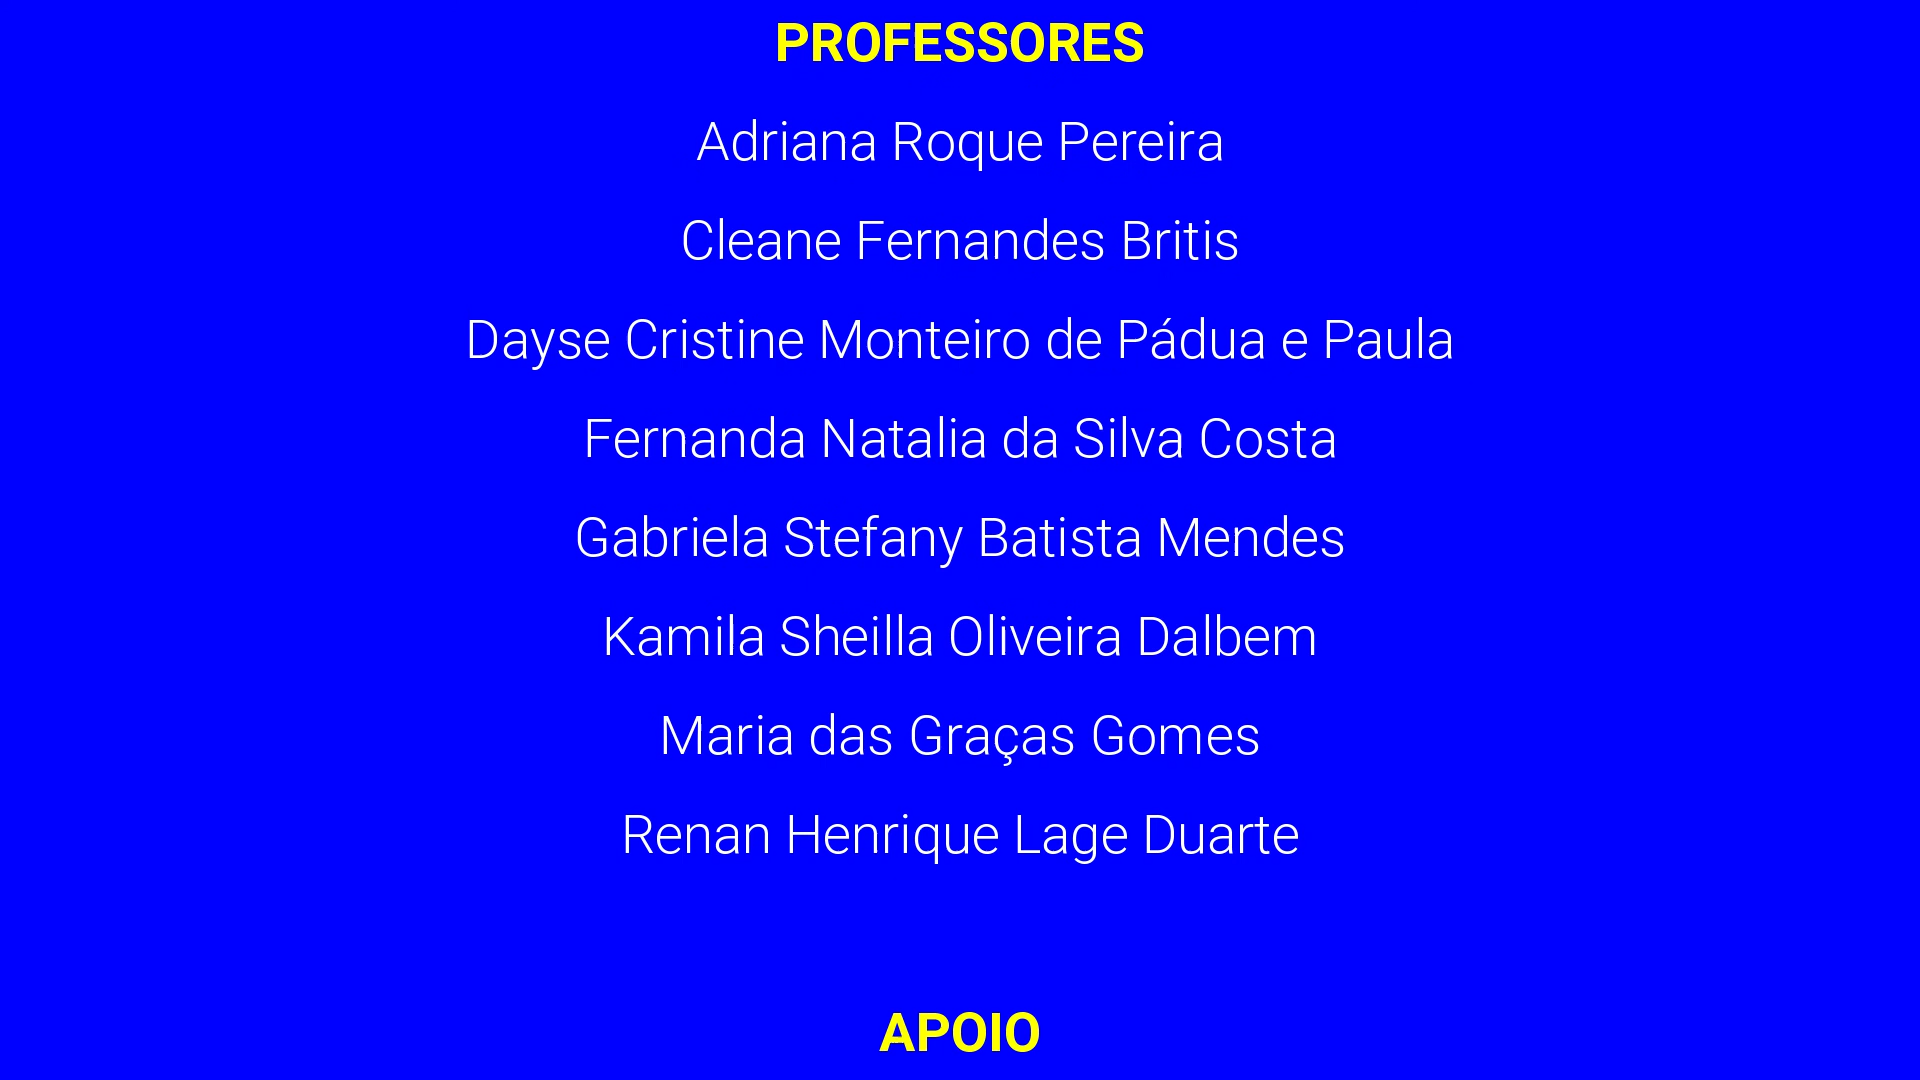 PROFESSORES
Adriana Roque Pereira
Cleane Fernandes Britis
Dayse Cristine Monteiro de Pádua e Paula
Fernanda Natalia da Silva Costa
Gabriela Stefany Batista Mendes
Kamila Sheilla Oliveira Dalbem
Maria das Graças Gomes
Renan Henrique Lage Duarte
APOIO